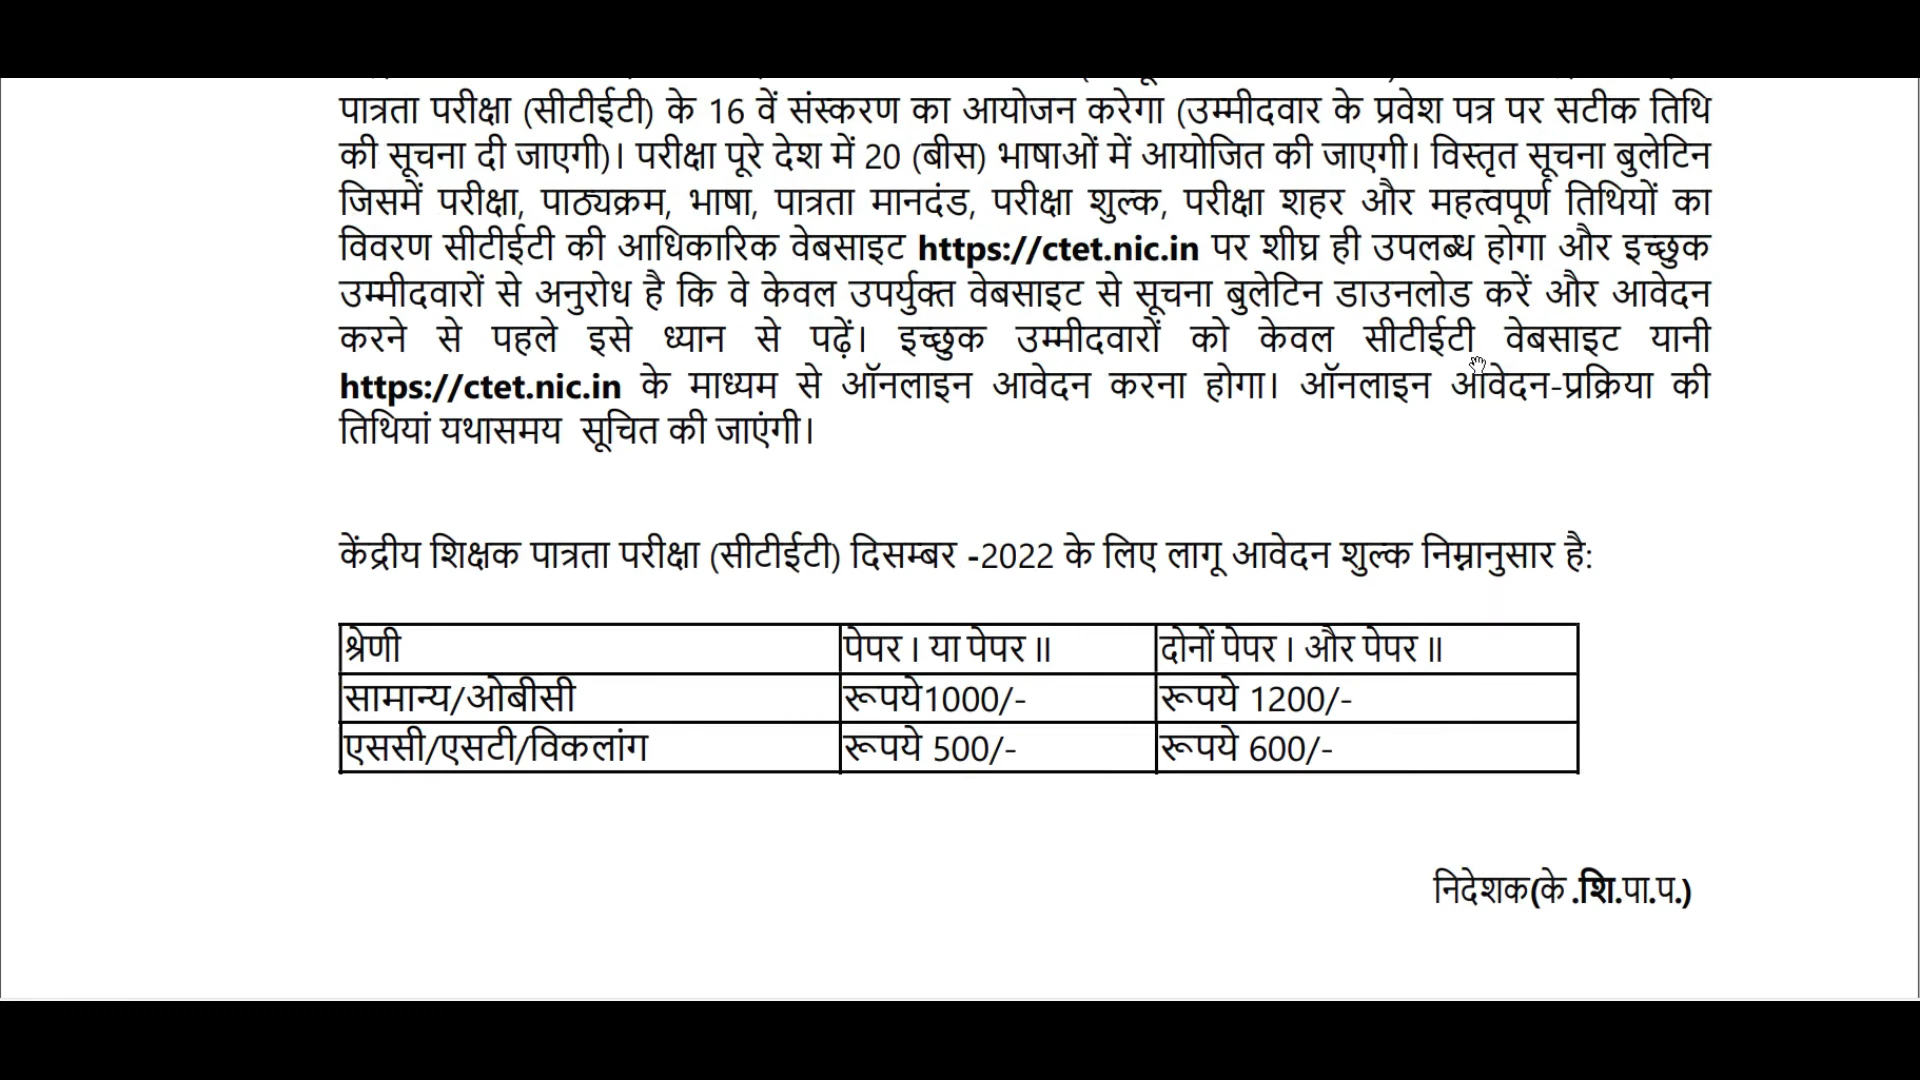 पात्रता परीक्षा (सीटीईटी) के 16 वें संस्करण का आयोजन करेगा (उम्मीदवार के प्रवेश पत्र पर सटीक तिथि
की सूचना दी जाएगी)। परीक्षा पूरे देश में 20 (बीस) भाषाओं में आयोजित की जाएगी। विस्तृत सूचना बुलेटिन
जिसमें परीक्षा, पाठ्यक्रम, भाषा, पात्रता मानदंड, परीक्षा शुल्क, परीक्षा शहर और महत्वपूर्ण तिथियों का
विवरण सीटीईटी की आधिकारिक वेबसाइट https://ctet.nic.in पर शीघ्र ही उपलब्ध होगा और इच्छुक
उम्मीदवारों से अनुरोध है कि वे केवल उपर्युक्त वेबसाइट से सूचना बुलेटिन डाउनलोड करें और आवेदन
करने से पहले इसे ध्यान से पढ़ें। इच्छुक उम्मीदवारों को केवल सीटीईटी वेबसाइट यानी
https://ctet.nic.in के माध्यम से ऑनलाइन आवेदन करना होगा। ऑनलाइन आवेदन-प्रक्रिया की
तिथियां यथासमय सूचित की जाएंगी।
केंद्रीय शिक्षक पात्रता परीक्षा (सीटीईटी) दिसम्बर -2022 के लिए लागू आवेदन शुल्क निम्नानुसार है:
श्रेणी पेपर । या पेपर ॥ दोनों पेपर । और पेपर ॥
सामान्य/ओबीसी रूपये1000/- रूपये 1200/-
एससी/एसटी/विकलांग रूपये 500/- रूपये 600/-
निदेशक(के .शि.पा.प.)